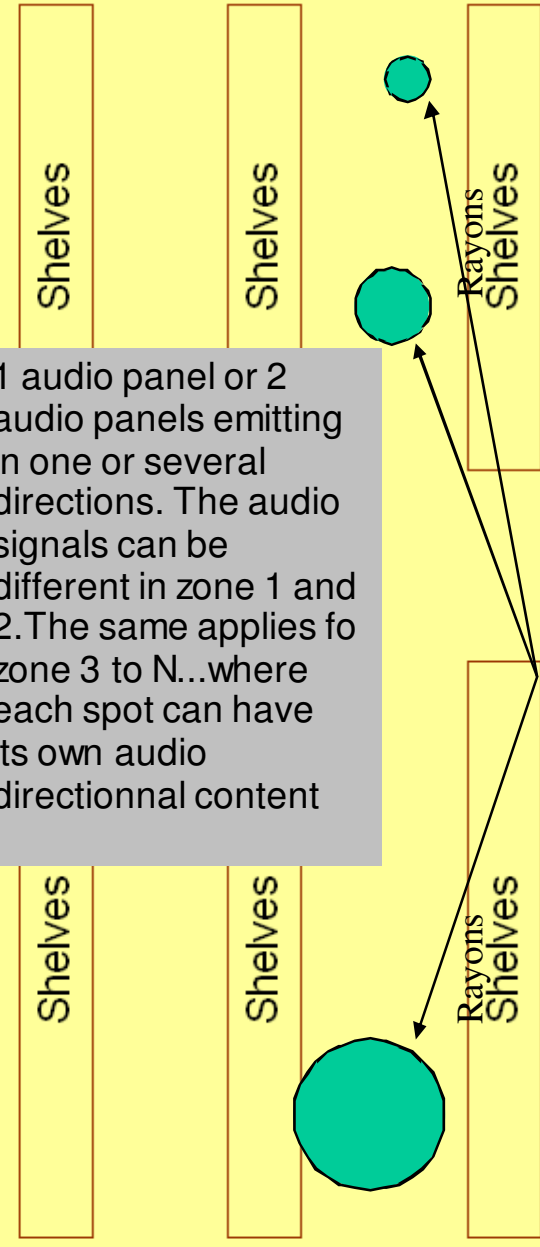 Shelves
Shelves
Rayons
Shelves
1 audio panel or 2
audio panels emitting
in one or several
directions. The audio
signals can be
different in zone 1 and
2.The same applies fo
zone 3 to N...where
each spot can have
its own audio
directionnal content
Shelves
Shelves
Rayons
Shelves